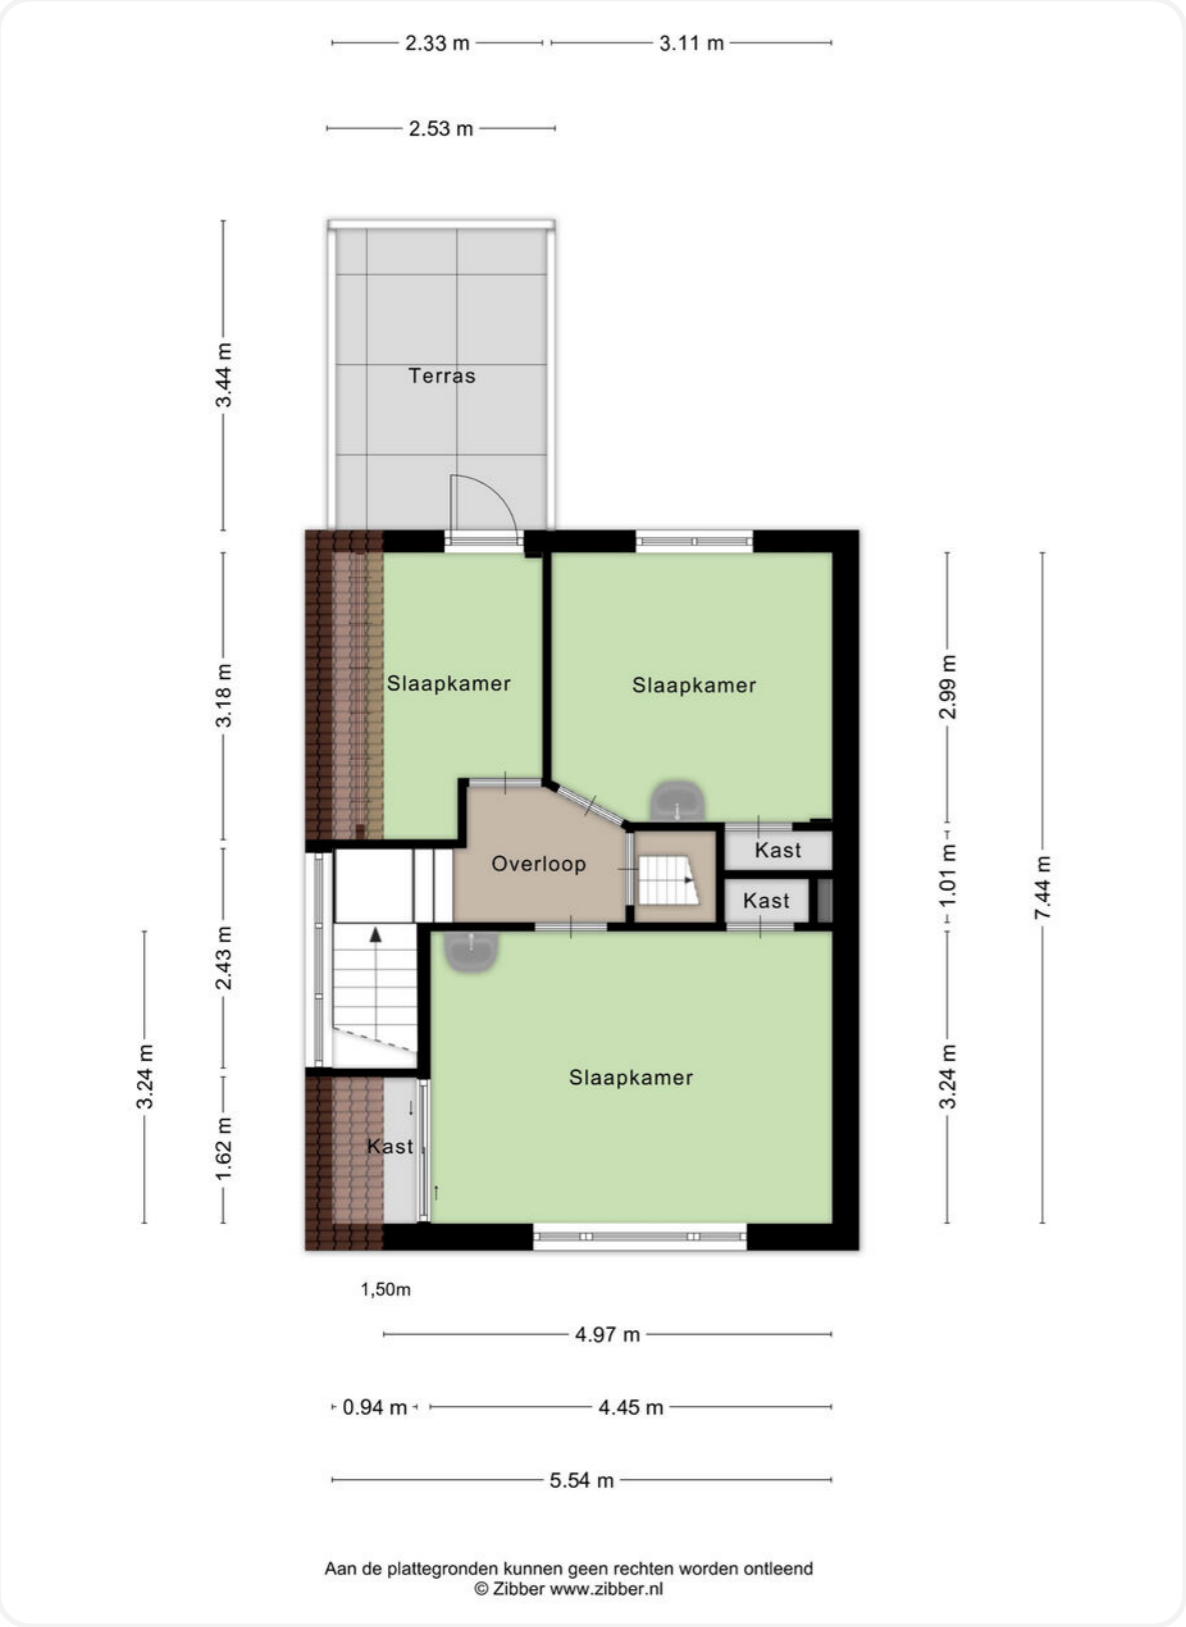 2.33 m
3.11 m
2.53 m
3.44 m
Terras
3.18 m
Slaapkamer
Slaapkamer
2.99 m
7.44 m
Overloop
Kast
Kast
1.01 m
2.43 m
3.24 m
Slaapkamer
3.24 m
1.62 m
Kast
1,50m
4.97 m
0.94 m
4.45 m
5.54 m
Aan de plattegronden kunnen geen rechten worden ontleend
© Zibber www.zibber.nl